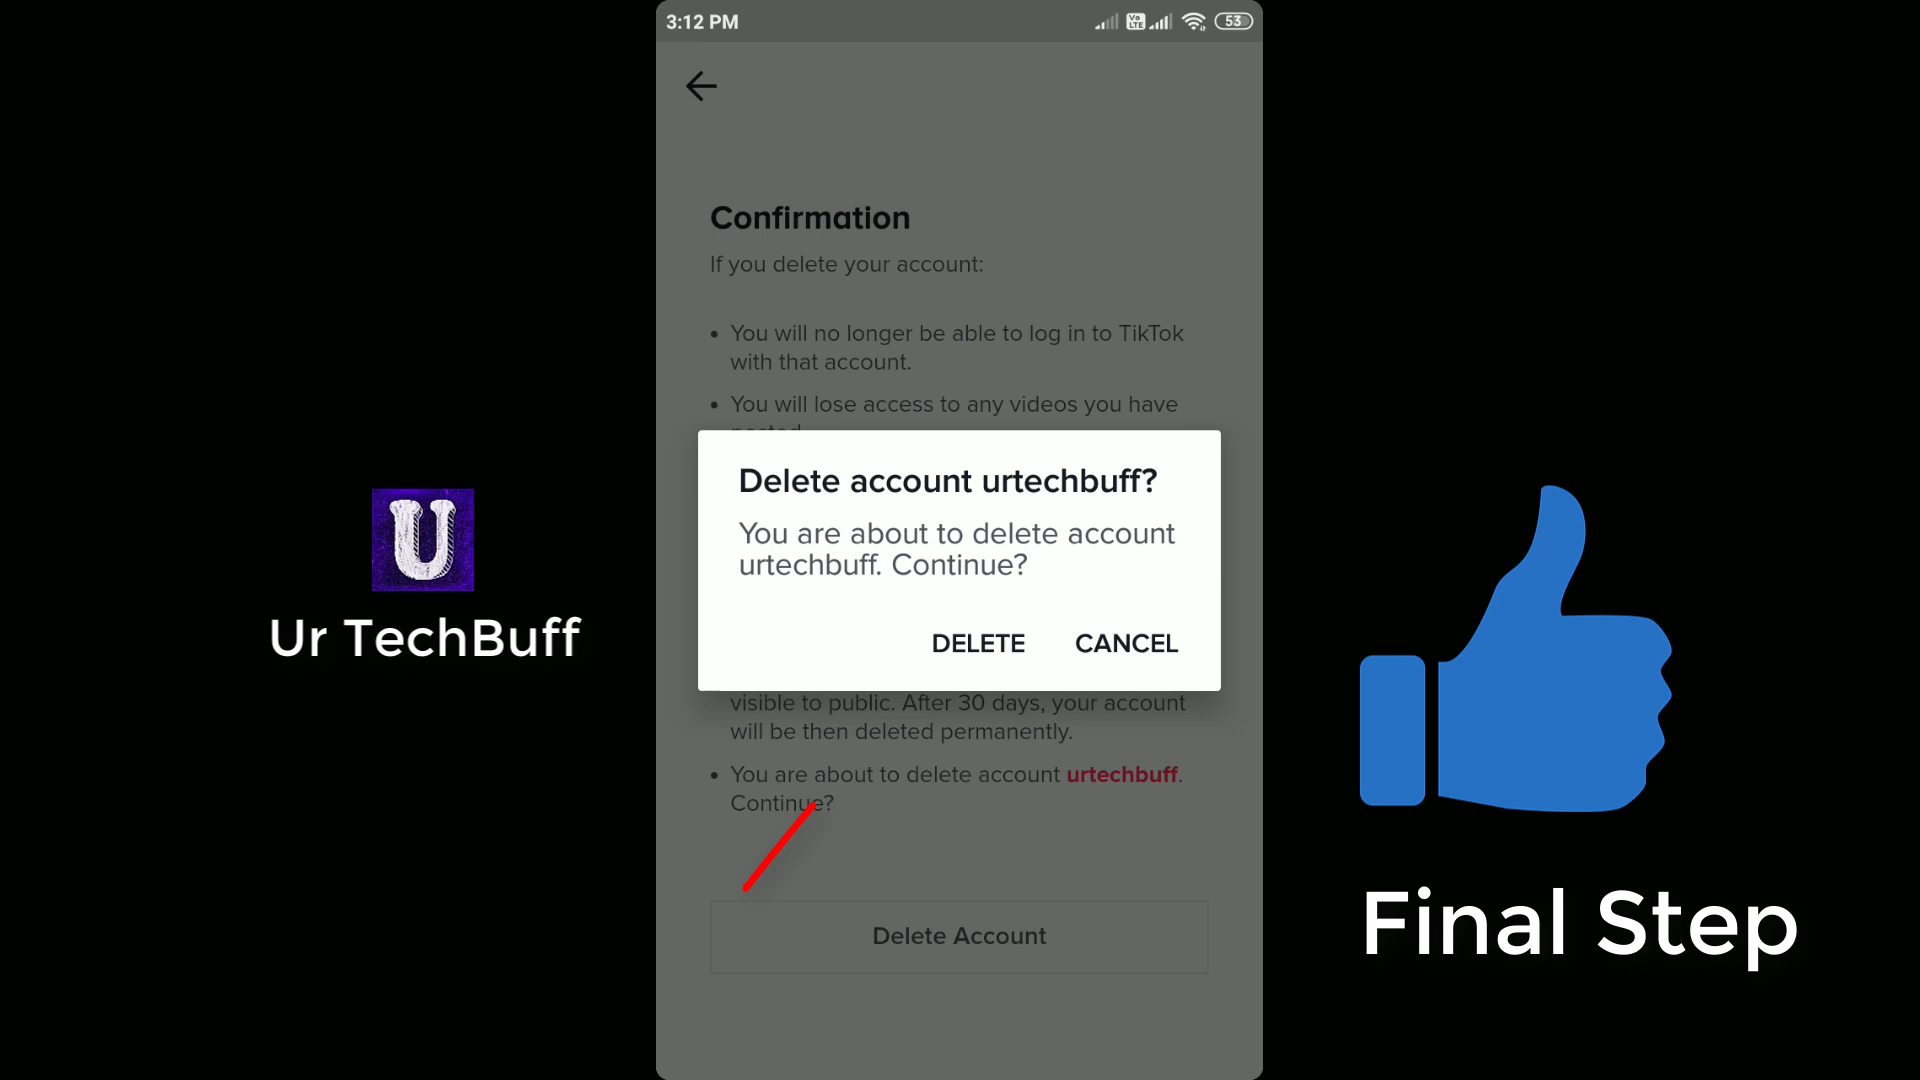 3:12 PM
Vo
LTE
53
Confirmation
If you delete your account:
• You will no longer be able to log in to TikTok
with that account.
• You will lose access to any videos you have
posted.
Delete account urtechbuff?
You are about to delete account
urtechbuff. Continue?
DELETE CANCEL
visible to public. After 30 days, your account
will be then deleted permanently.
• You are about to delete account urtechbuff.
Continue?
Delete Account
U
Ur TechBuff
Final Step